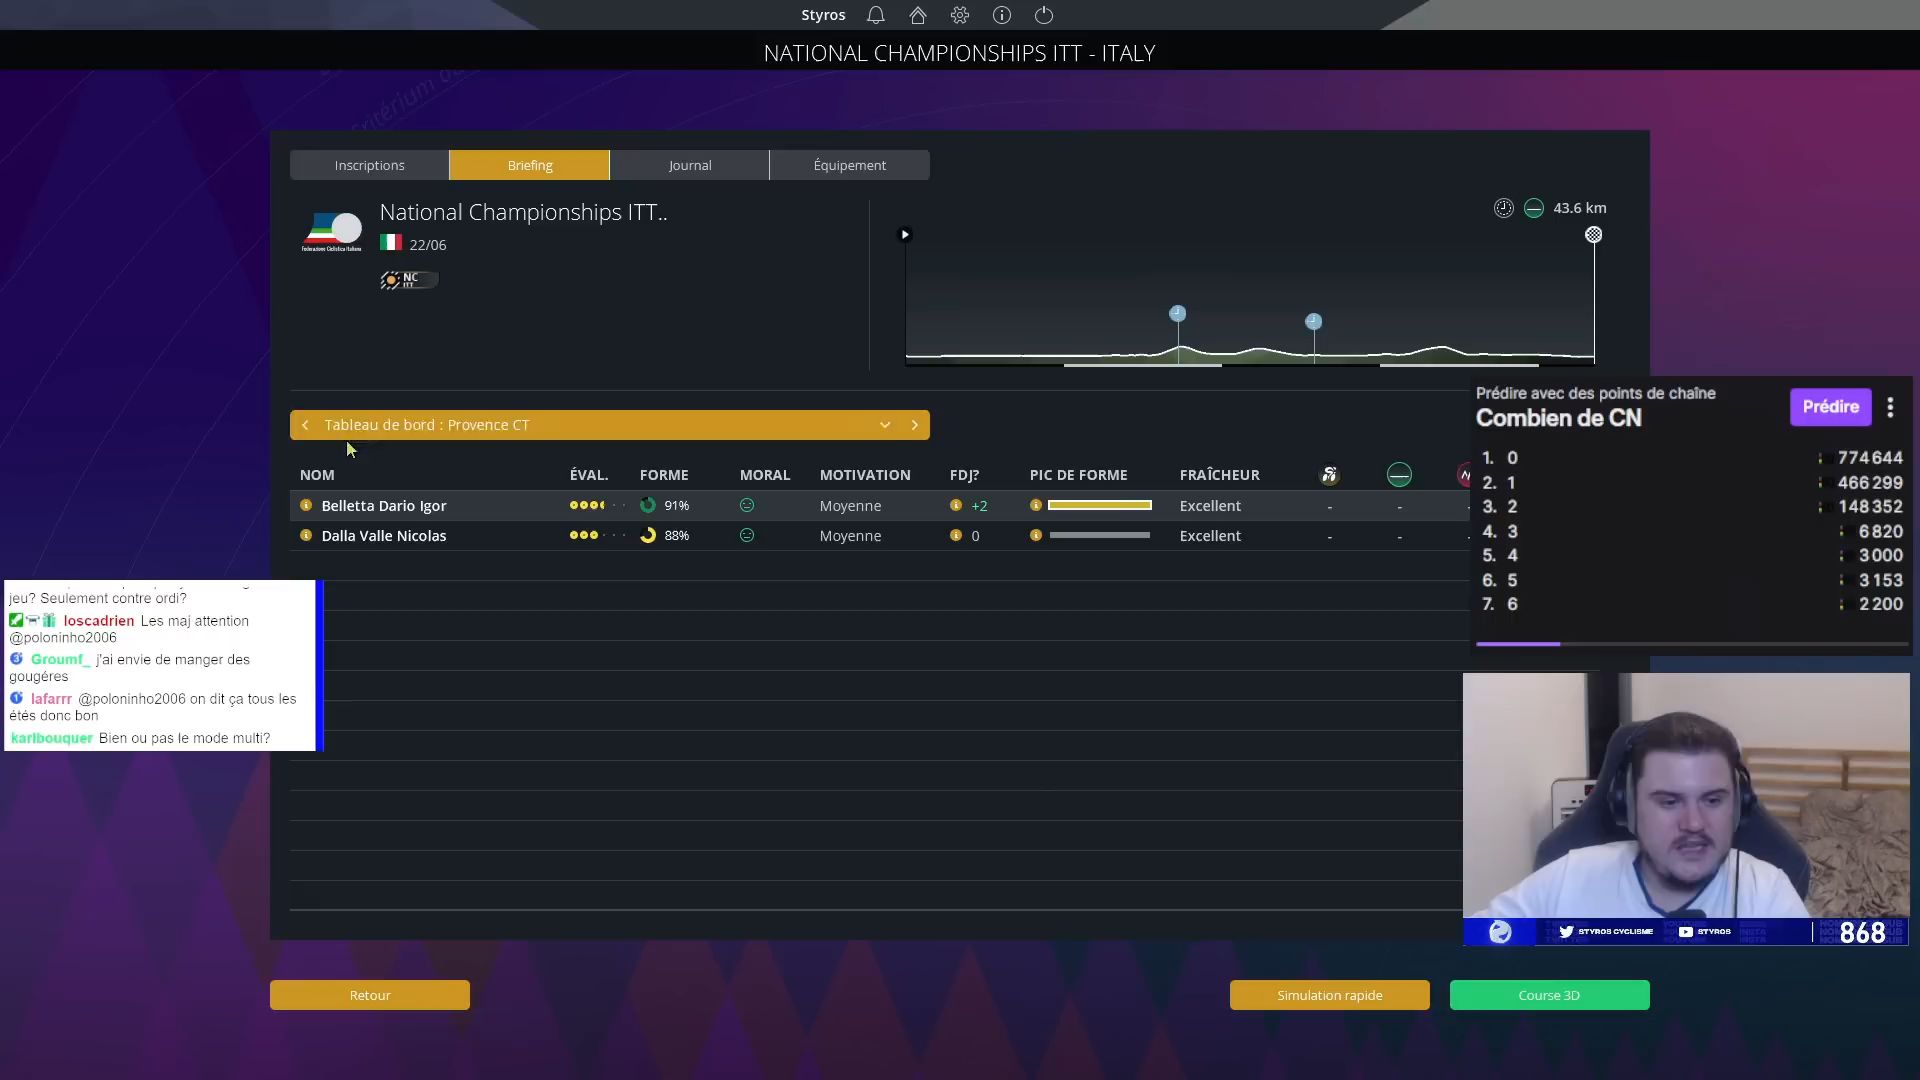 Styros
NATIONAL CHAMPIONSHIPS ITT - ITALY
Inscriptions
Briefing
Journal
Équipement
National Championships ITT..
22/06
NC
ITT
43.6 km
Tableau de bord : Provence CT
NOM ÉVAL. FORME MORAL MOTIVATION FDJ? PIC DE FORME FRAÎCHEUR
Belletta Dario Igor 91% Moyenne +2 Excellent - -
Dalla Valle Nicolas 88% Moyenne 0 Excellent - -
Prédire avec des points de chaîne
Combien de CN
Prédire
1. 0 774 644
2. 1 466 299
3. 2 148 352
4. 3 6 820
5. 4 3 000
6. 5 3 153
7. 6 2 200
jeu? Seulement contre ordi?
loscadrien Les maj attention
@poloninho2006
Groumf_ j'ai envie de manger des
gougéres
lafarrr @poloninho2006 on dit ça tous les
étés donc bon
karlbouquer Bien ou pas le mode multi?
STYROS CYCLISME
STYROS
868
Retour
Simulation rapide
Course 3D